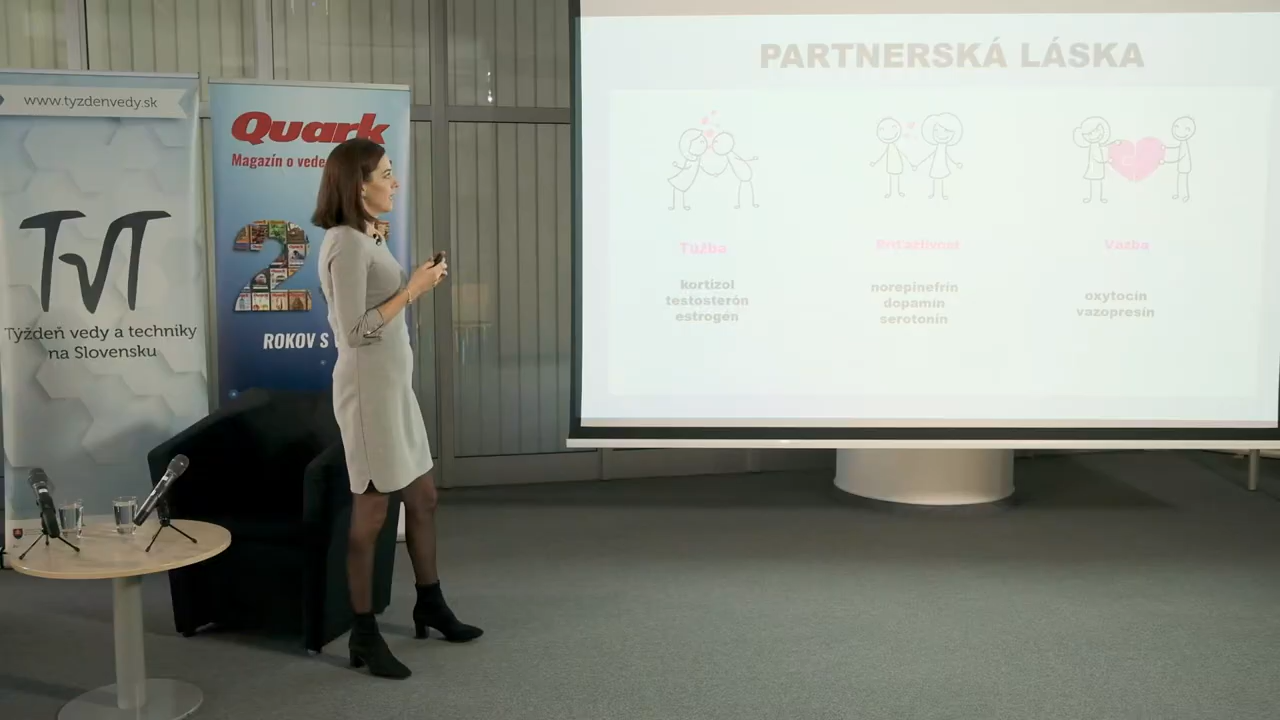 www.tyzdenvedy.sk
TVT
Týždeň vedy a techniky
na Slovensku
Quark
Magazín o vede
2
ROKOV S
PARTNERSKÁ LÁSKA
Túžba
kortizol
testosterón
estrogén
Príťažlivosť
norepinefrín
dopamín
serotonín
Väzba
oxytocín
vazopresín